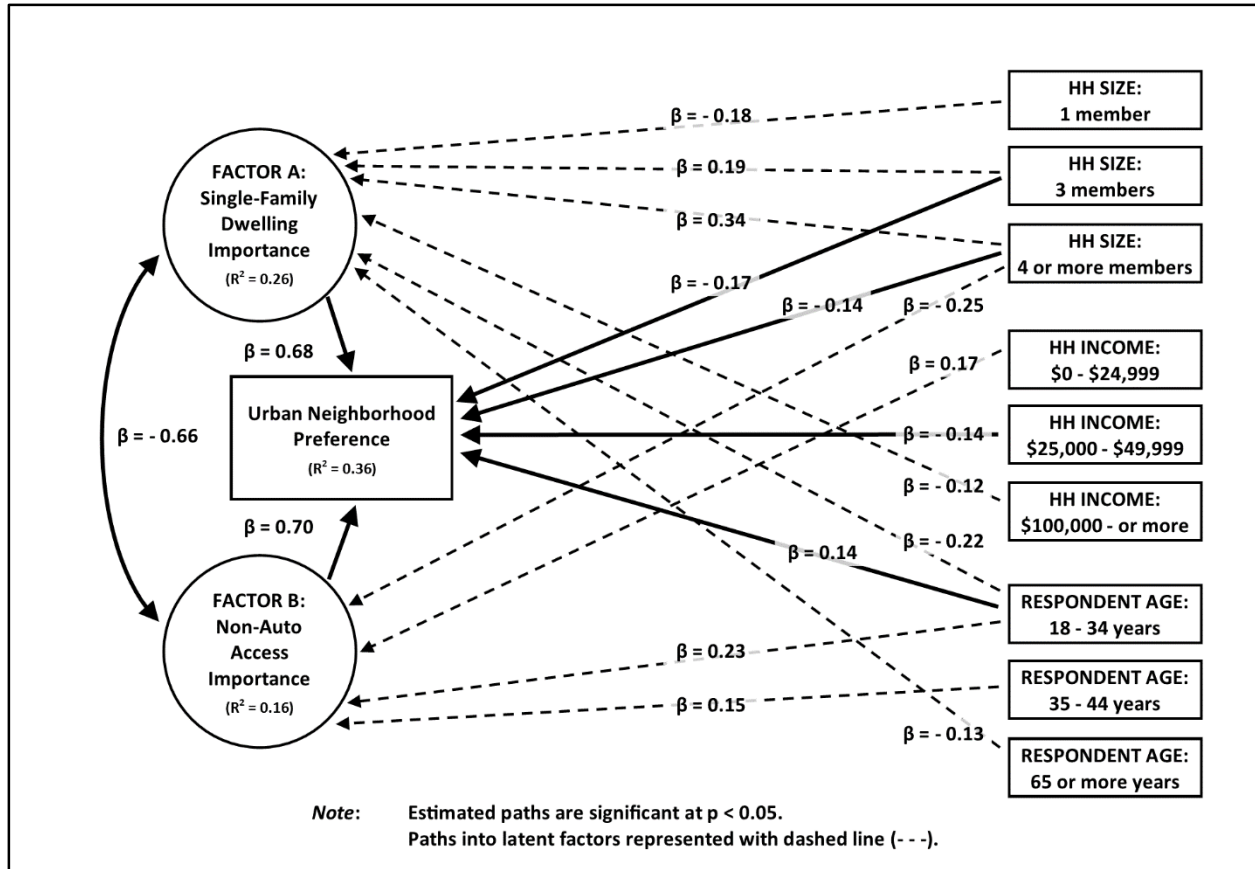 FACTOR A:
Single-Family
Dwelling
Importance
(R² = 0.26)
β = 0.68
β = - 0.66
Urban Neighborhood
Preference
(R² = 0.36)
β = 0.70
FACTOR B:
Non-Auto
Access
Importance
(R² = 0.16)
β = - 0.18
β = 0.19
β = 0.34
β = - 0.17
β = - 0.14
β = - 0.25
β = 0.17
β = - 0.14
β = - 0.12
β = - 0.22
β = 0.14
β = 0.23
β = 0.15
β = - 0.13
HH SIZE:
1 member
HH SIZE:
3 members
HH SIZE:
4 or more members
HH INCOME:
$0 - $24,999
HH INCOME:
$25,000 - $49,999
HH INCOME:
$100,000 - or more
RESPONDENT AGE:
18 - 34 years
RESPONDENT AGE:
35 - 44 years
RESPONDENT AGE:
65 or more years
Note: Estimated paths are significant at p < 0.05.
Paths into latent factors represented with dashed line (- - -).